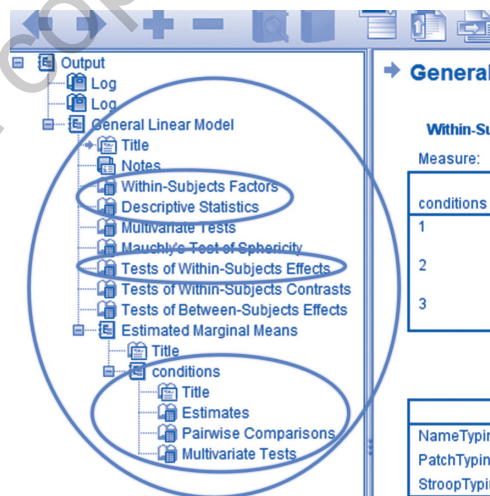 COP
Output
Log
Log
General Linear Model
Title
Notes
Within-Subjects Factors
Descriptive Statistics
Multivariate Tests
Mauchly's Test of Sphericity
Tests of Within-Subjects Effects
Tests of Within-Subjects Contrasts
Tests of Between-Subjects Effects
Estimated Marginal Means
Title
conditions
Title
Estimates
Pairwise Comparisons
Multivariate Tests
General
Within-Su
Measure:
conditions
1
2
3
NameTypin
PatchTypin
StroopTypi